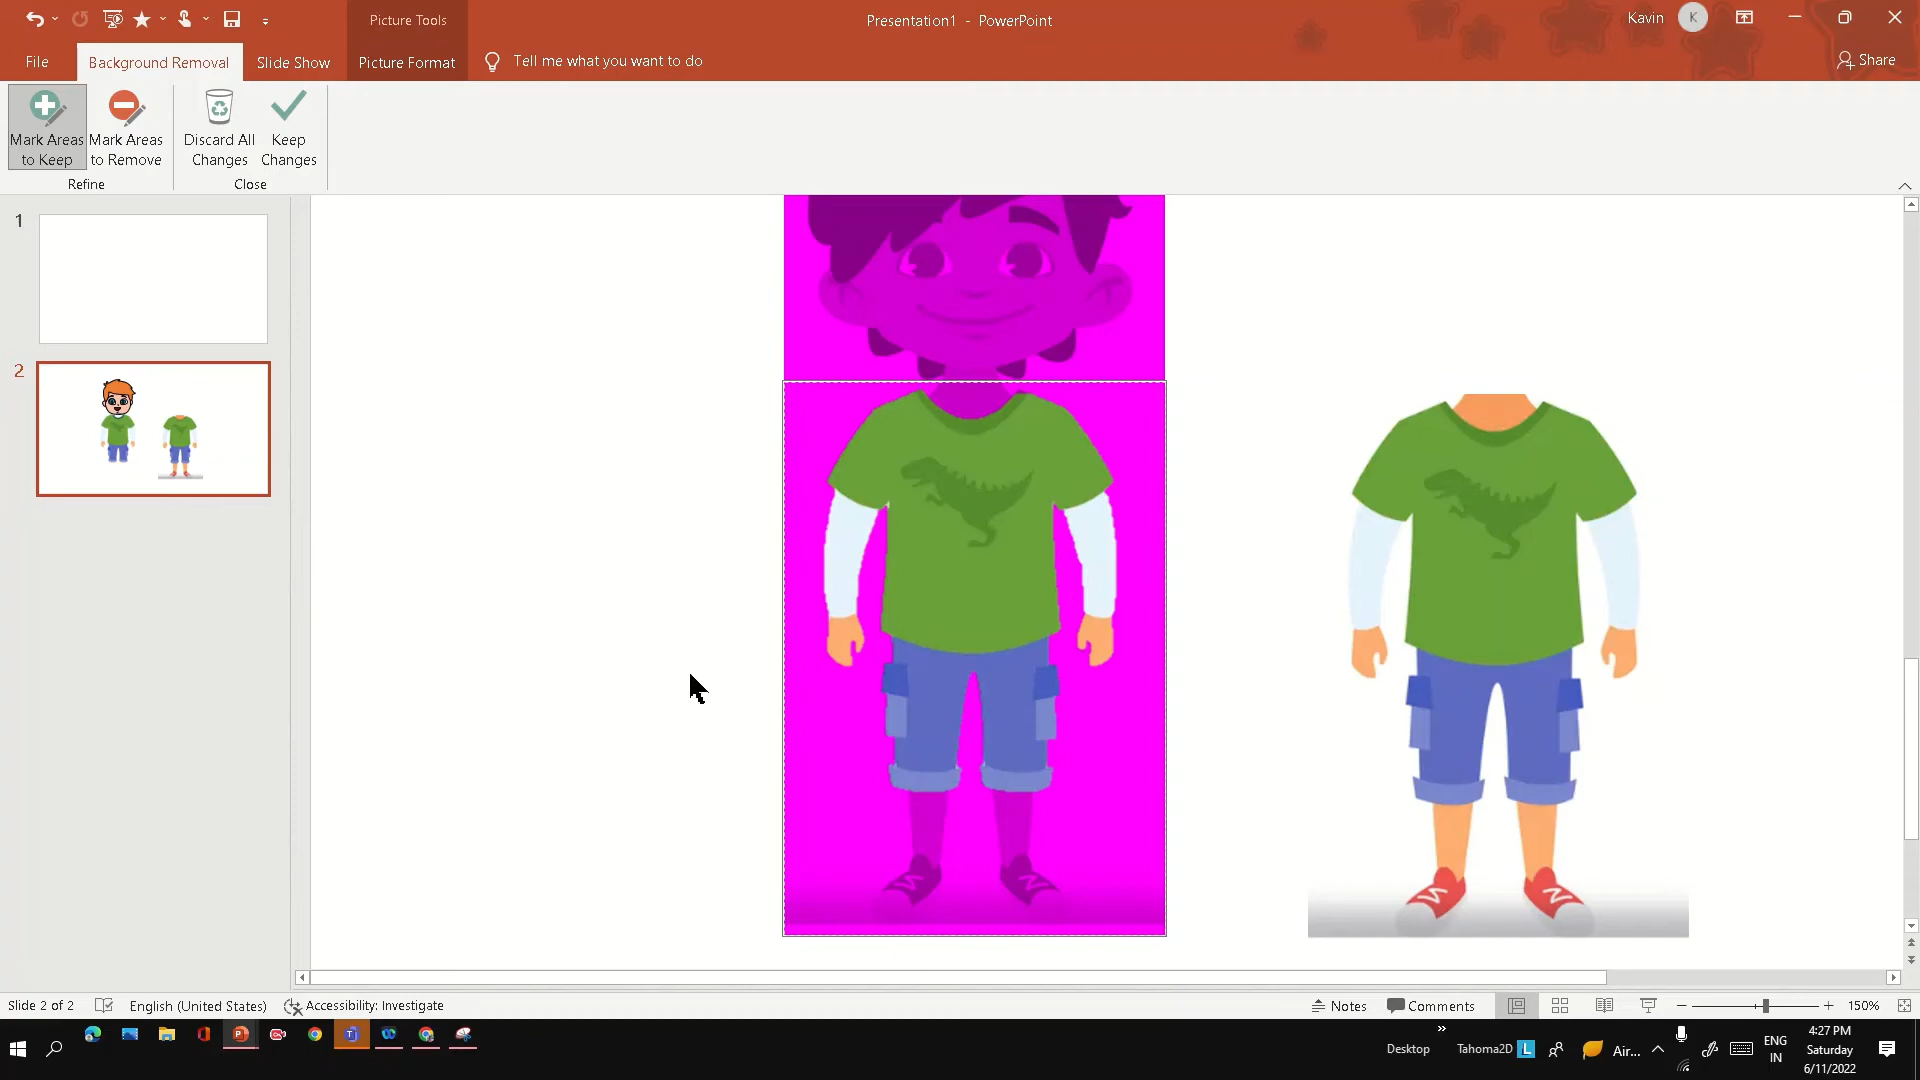 Picture Tools
Presentation1 - PowerPoint
Kavin
K
File
Background Removal
Slide Show
Picture Format
Tell me what you want to do
Share
Mark Areas to Keep
Mark Areas to Remove
Discard All Changes
Keep Changes
Refine
Close
1
2
Slide 2 of 2
English (United States)
Accessibility: Investigate
Notes
Comments
150%
Desktop
Tahoma2D
L
Air...
ENG
IN
4:27 PM
Saturday
6/11/2022